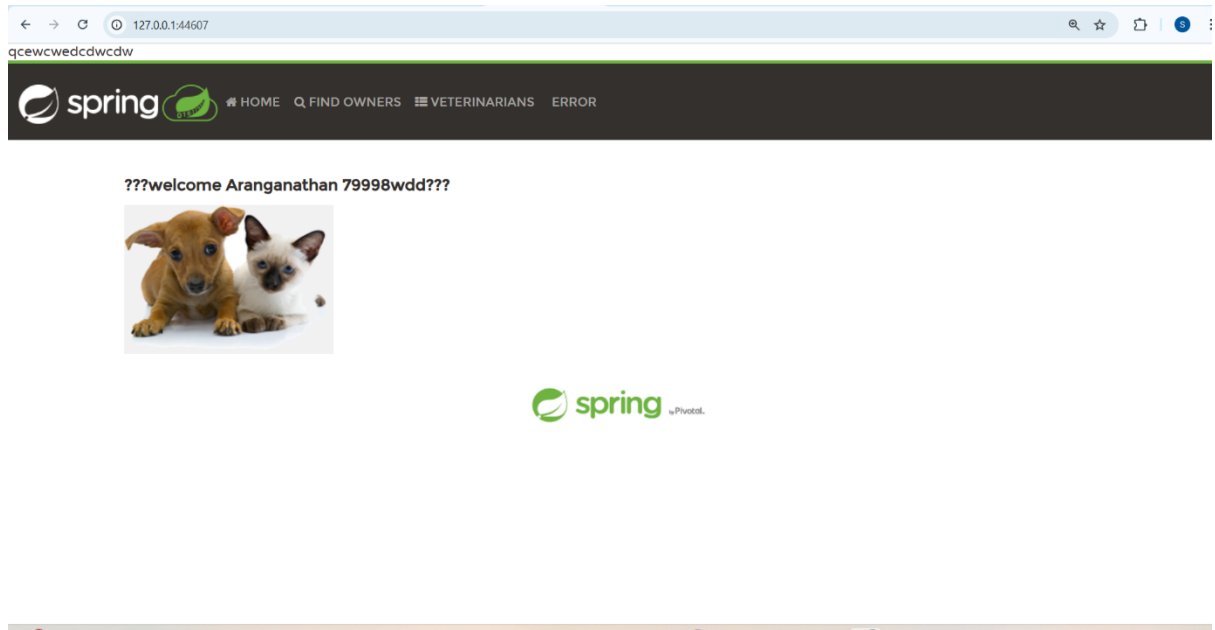 127.0.0.1:44607
S
qcewcwedcdwcdw
spring HOME FIND OWNERS VETERINARIANS ERROR
???welcome Aranganathan 79998wdd???
spring by Pivotal.